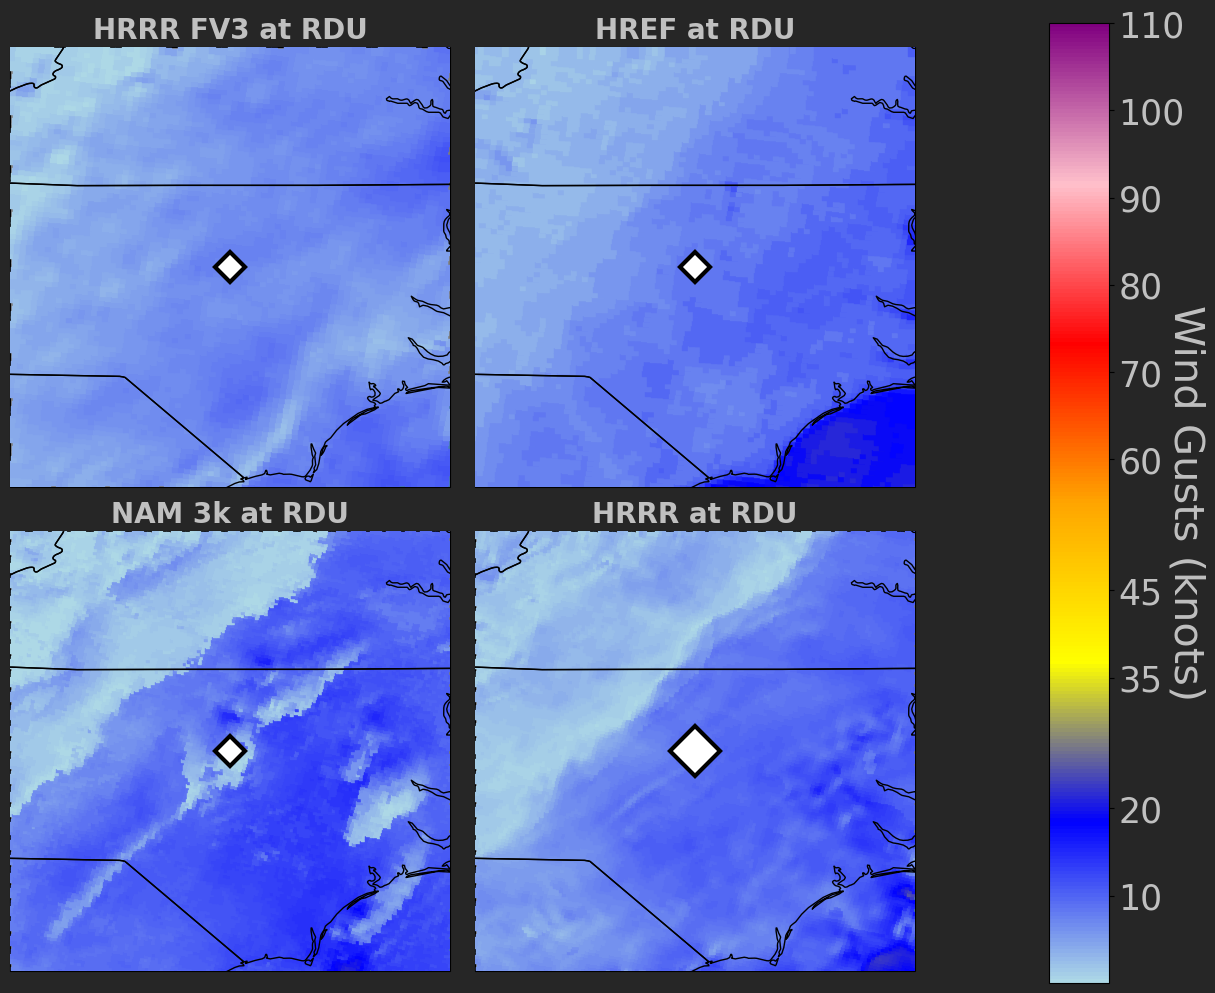 HRRR FV3 at RDU
HREF at RDU
NAM 3k at RDU
HRRR at RDU
110
100
90
80
70
60
45
35
20
10
Wind Gusts (knots)